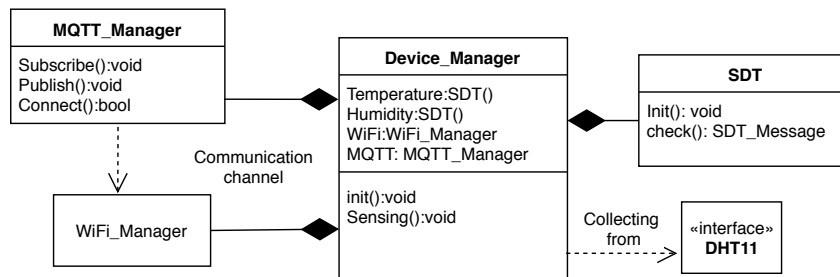 MQTT_Manager
Subscribe():void
Publish():void
Connect():bool
Device_Manager
Temperature:SDT()
Humidity:SDT()
WiFi:WiFi_Manager
MQTT: MQTT_Manager
init():void
Sensing():void
SDT
Init(): void
check(): SDT_Message
Communication
channel
WiFi_Manager
Collecting
from
«interface»
DHT11